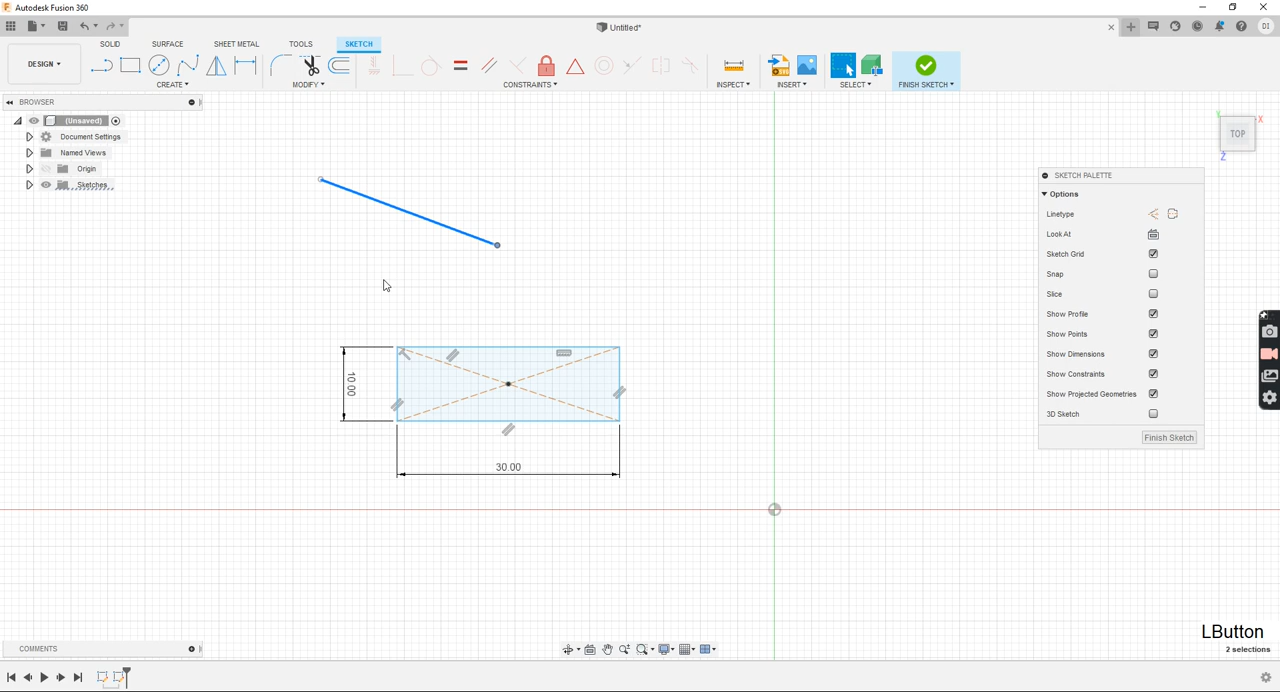 Autodesk Fusion 360
Untitled*
DI
SOLID
SURFACE
SHEET METAL
TOOLS
SKETCH
DESIGN
CREATE
MODIFY
CONSTRAINTS
INSPECT
INSERT
SELECT
FINISH SKETCH
BROWSER
(Unsaved)
Document Settings
Named Views
Origin
Sketches
Y
X
TOP
Z
SKETCH PALETTE
Options
Linetype
Look At
Sketch Grid
Snap
Slice
Show Profile
Show Points
Show Dimensions
Show Constraints
Show Projected Geometries
3D Sketch
Finish Sketch
10.00
30.00
LButton
2 selections
COMMENTS